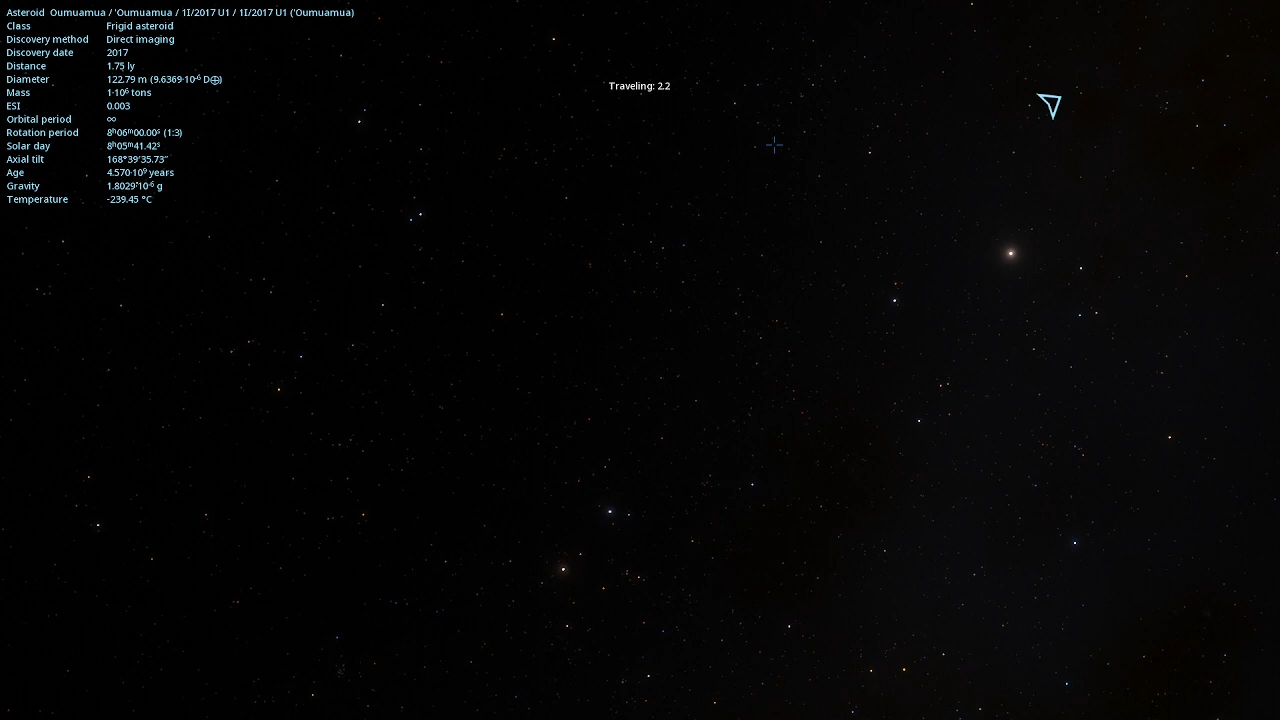 Asteroid Oumuamua / 'Oumuamua / 1I/2017 U1 / 1I/2017 U1 ('Oumuamua)
Class Frigid asteroid
Discovery method Direct imaging
Discovery date 2017
Distance 1.75 ly
Diameter 122.79 m (9.6369·10⁻⁶ D⊕)
Traveling: 2.2
Mass 1·10⁶ tons
ESI 0.003
Orbital period ∞
Rotation period 8ʰ06ᵐ00.00ˢ (1:3)
Solar day 8ʰ05ᵐ41.42ˢ
Axial tilt 168°39'35.73"
Age 4.570·10⁹ years
Gravity 1.8029·10⁻⁶ g
Temperature -239.45 °C